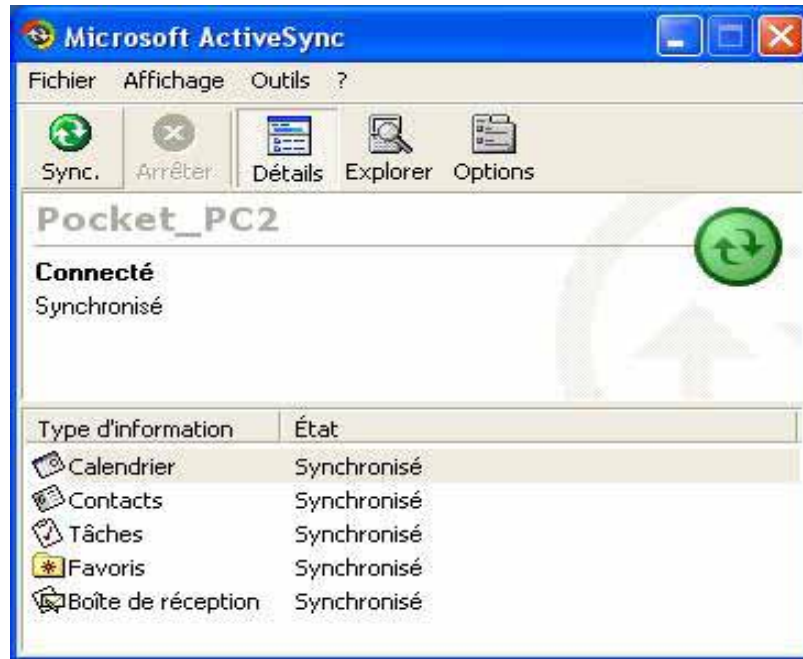 Microsoft ActiveSync
Fichier Affichage Outils ?
Sync. Arrêter Détails Explorer Options
Pocket_PC2
Connecté
Synchronisé
Type d'information État
Calendrier Synchronisé
Contacts Synchronisé
Tâches Synchronisé
Favoris Synchronisé
Boîte de réception Synchronisé